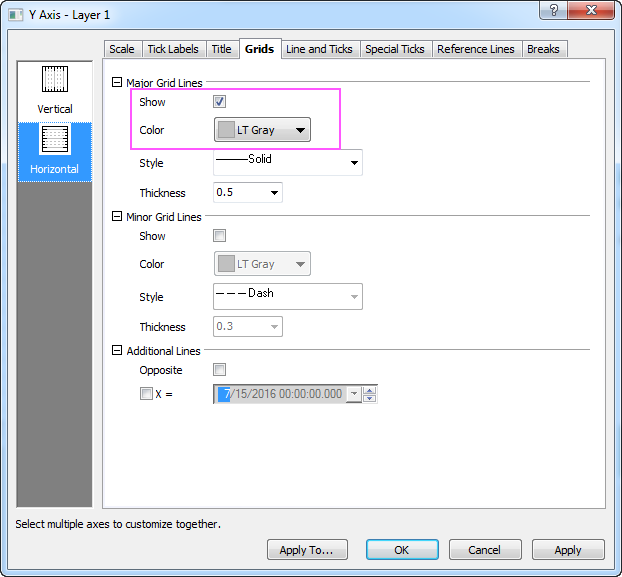 Y Axis - Layer 1
Scale Tick Labels Title Grids Line and Ticks Special Ticks Reference Lines Breaks
Vertical
Horizontal
Major Grid Lines
Show
Color LT Gray
Style Solid
Thickness 0.5
Minor Grid Lines
Show
Color LT Gray
Style Dash
Thickness 0.3
Additional Lines
Opposite
X = 7/15/2016 00:00:00.000
Select multiple axes to customize together.
Apply To... OK Cancel Apply